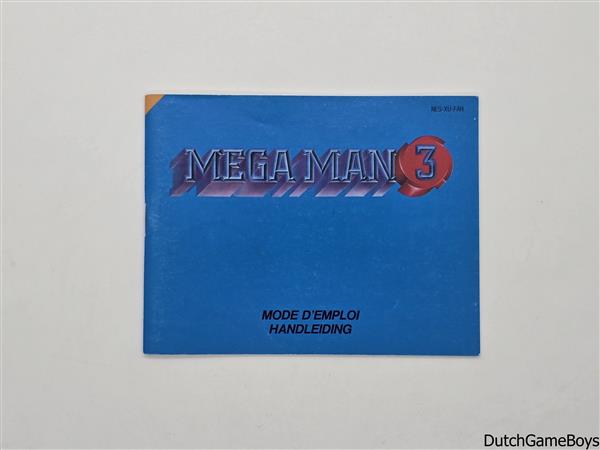 NES-XU-FAH
MEGA MAN 3
MODE D'EMPLOI
HANDLEIDING
DutchGameBoys